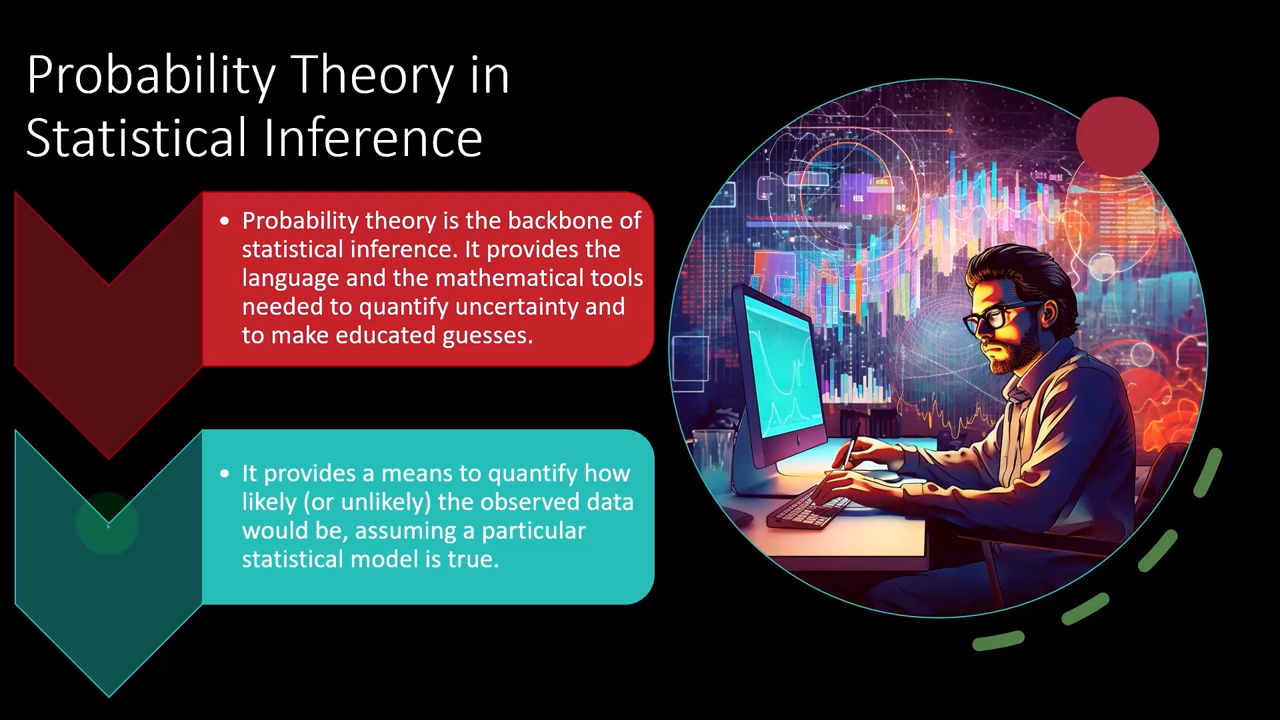 Probability Theory in
Statistical Inference
• Probability theory is the backbone of
statistical inference. It provides the
language and the mathematical tools
needed to quantify uncertainty and
to make educated guesses.
• It provides a means to quantify how
likely (or unlikely) the observed data
would be, assuming a particular
statistical model is true.